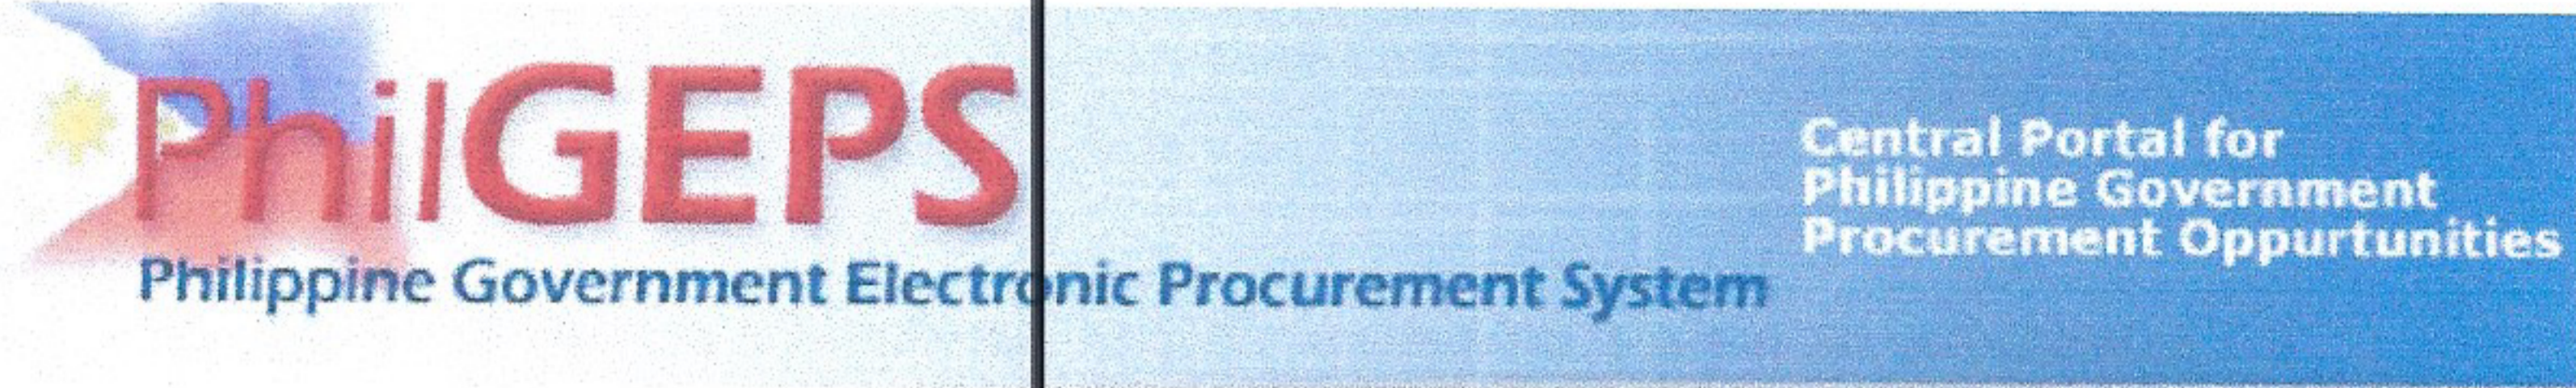 PhilGEPS
Philippine Government Electronic Procurement System
Central Portal for
Philippine Government
Procurement Oppurtunities